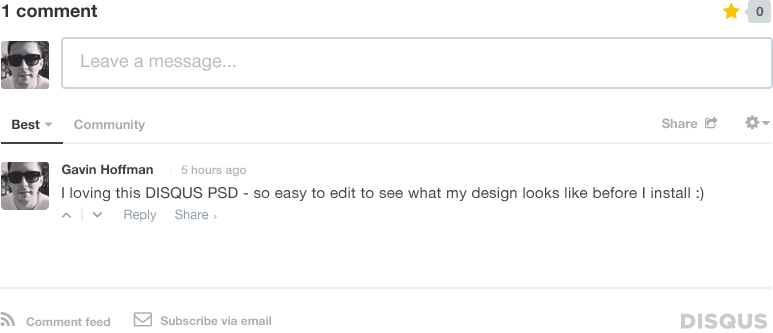 1 comment 0
Leave a message...
Best Community Share
Gavin Hoffman · 5 hours ago
I loving this DISQUS PSD - so easy to edit to see what my design looks like before I install :)
Reply Share ›
Comment feed Subscribe via email DISQUS